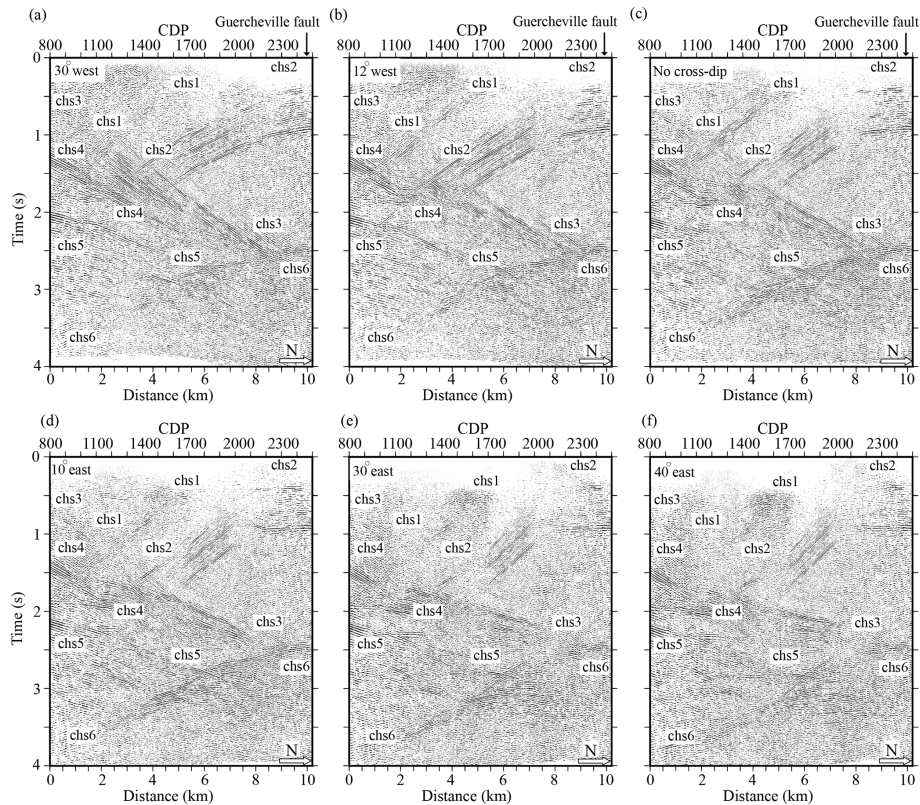 (a) CDP Guercheville fault
800 1100 1400 1700 2000 2300
30° west
chs1
chs2
chs3
chs1
chs4
chs2
chs4
chs3
chs5
chs5
chs6
chs6
N
0
1
2
3
4
Time (s)
0 2 4 6 8 10
Distance (km)
(b) CDP Guercheville fault
800 1100 1400 1700 2000 2300
12° west
chs1
chs2
chs3
chs1
chs4
chs2
chs4
chs3
chs5
chs5
chs6
chs6
N
0 2 4 6 8 10
Distance (km)
(c) CDP Guercheville fault
800 1100 1400 1700 2000 2300
No cross-dip
chs1
chs2
chs3
chs1
chs4
chs2
chs4
chs3
chs5
chs5
chs6
chs6
N
0 2 4 6 8 10
Distance (km)
(d) CDP
800 1100 1400 1700 2000 2300
10° east
chs1
chs2
chs3
chs1
chs4
chs2
chs4
chs3
chs5
chs5
chs6
chs6
N
0
1
2
3
4
Time (s)
0 2 4 6 8 10
Distance (km)
(e) CDP
800 1100 1400 1700 2000 2300
30° east
chs1
chs2
chs3
chs1
chs4
chs2
chs4
chs3
chs5
chs5
chs6
chs6
N
0 2 4 6 8 10
Distance (km)
(f) CDP
800 1100 1400 1700 2000 2300
40° east
chs1
chs2
chs3
chs1
chs4
chs2
chs4
chs3
chs5
chs5
chs6
chs6
N
0 2 4 6 8 10
Distance (km)